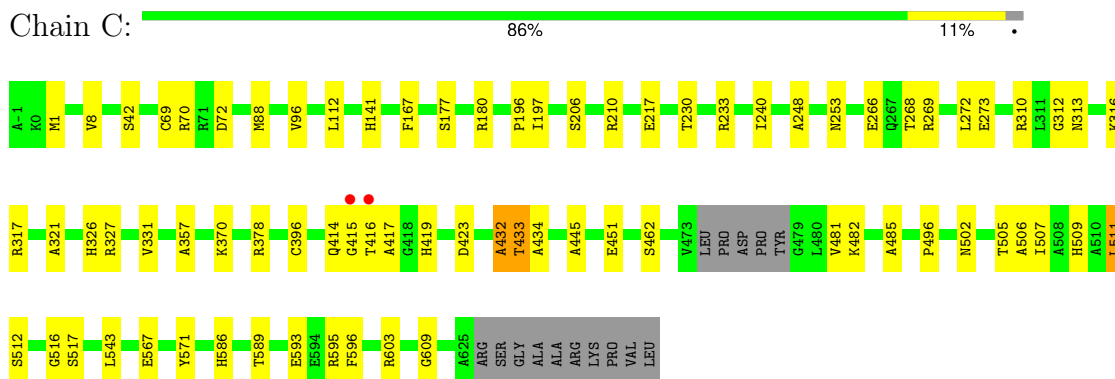 Chain C:
86% 11% •
A-1 K0 M1 V8 S42 C69 R70 R71 D72 M88 V96 L112 H141 F167 S177 R180 P196 I197 S206 R210 E217 T230 R233 I240 A248 N253 E266 Q267 T268 R269 L272 E273 R310 L311 G312 N313 K316
R317 A321 H326 R327 V331 A357 K370 R378 C396 Q414 G415 T416 A417 G418 H419 D423 A432 T433 A434 A445 E451 S462 V473 LEU PRO ASP PRO TYR G479 L480 V481 K482 A485 P496 N502 T505 A506 I507 A508 H509 A510 L511
S512 G516 S517 L543 E567 Y571 H586 T589 E593 E594 R595 F596 R603 G609 A625 ARG SER GLY ALA ALA ARG LYS PRO VAL LEU